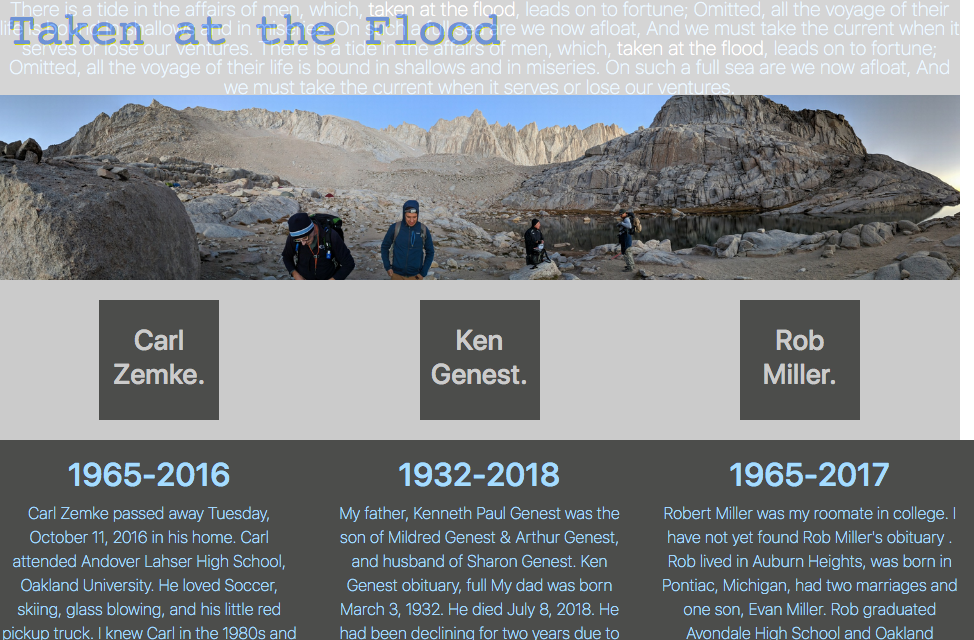 There is a tide in the affairs of men, which, taken at the flood, leads on to fortune; Omitted, all the voyage of their
Taken at the Flood
life is bound in shallows and in miseries. On such a full sea are we now afloat, And we must take the current when it
serves or lose our ventures. There is a tide in the affairs of men, which, taken at the flood, leads on to fortune;
Omitted, all the voyage of their life is bound in shallows and in miseries. On such a full sea are we now afloat, And
we must take the current when it serves or lose our ventures.
Carl
Zemke.
Ken
Genest.
Rob
Miller.
1965-2016
Carl Zemke passed away Tuesday,
October 11, 2016 in his home. Carl
attended Andover Lahser High School,
Oakland University. He loved Soccer,
skiing, glass blowing, and his little red
pickup truck. I knew Carl in the 1980s and
1932-2018
My father, Kenneth Paul Genest was the
son of Mildred Genest & Arthur Genest,
and husband of Sharon Genest. Ken
Genest obituary, full My dad was born
March 3, 1932. He died July 8, 2018. He
had been declining for two years due to
1965-2017
Robert Miller was my roomate in college. I
have not yet found Rob Miller's obituary .
Rob lived in Auburn Heights, was born in
Pontiac, Michigan, had two marriages and
one son, Evan Miller. Rob graduated
Avondale High School and Oakland